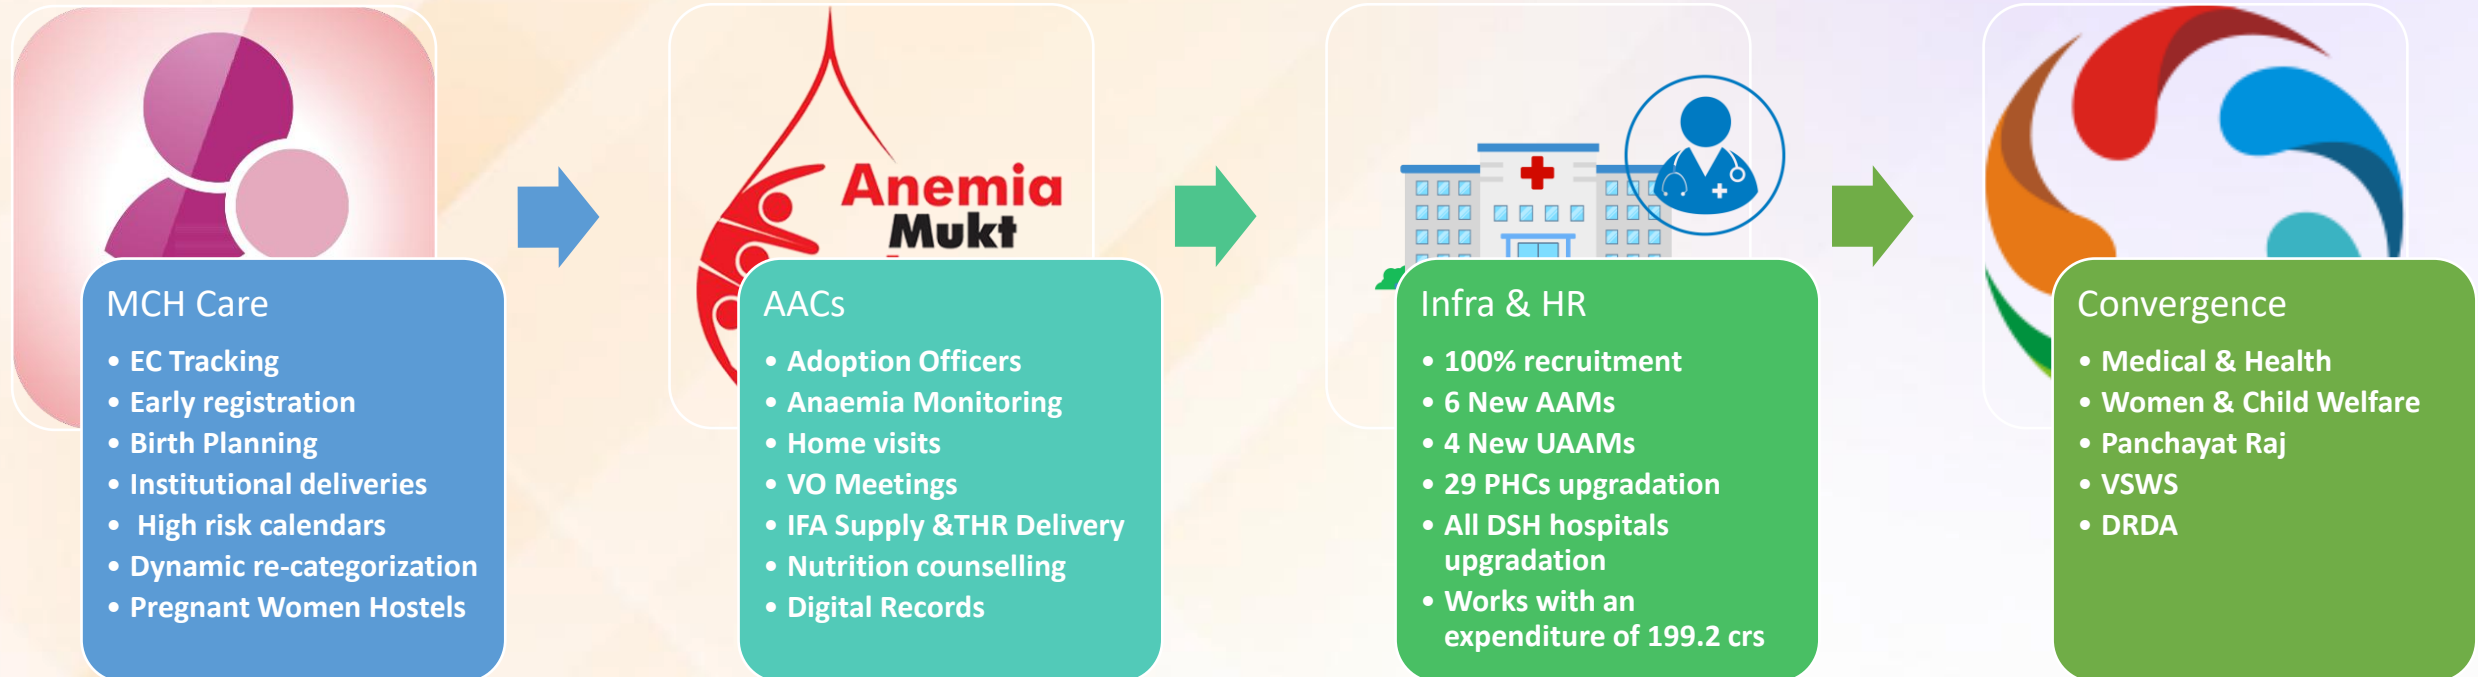 Anemia
Mukt
MCH Care
• EC Tracking
• Early registration
• Birth Planning
• Institutional deliveries
• High risk calendars
• Dynamic re-categorization
• Pregnant Women Hostels
AACs
• Adoption Officers
• Anaemia Monitoring
• Home visits
• VO Meetings
• IFA Supply &THR Delivery
• Nutrition counselling
• Digital Records
Infra & HR
• 100% recruitment
• 6 New AAMs
• 4 New UAAMs
• 29 PHCs upgradation
• All DSH hospitals
upgradation
• Works with an
expenditure of 199.2 crs
Convergence
• Medical & Health
• Women & Child Welfare
• Panchayat Raj
• VSWS
• DRDA